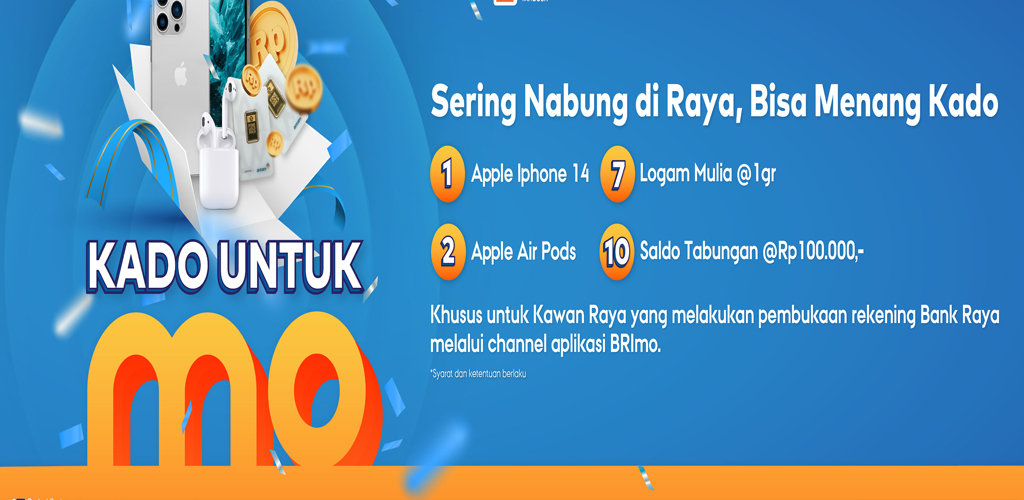 Sering Nabung di Raya, Bisa Menang Kado
1 Apple Iphone 14 7 Logam Mulia @1gr
2 Apple Air Pods 10 Saldo Tabungan @Rp100.000,-
Khusus untuk Kawan Raya yang melakukan pembukaan rekening Bank Raya
melalui channel aplikasi BRImo.
*Syarat dan ketentuan berlaku
RP
KADO UNTUK
mo